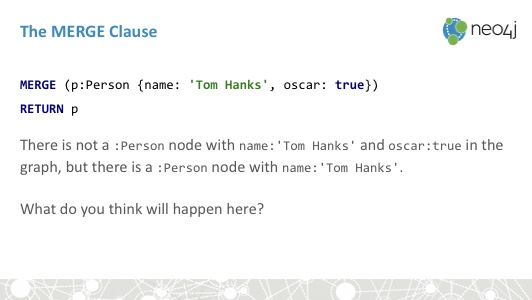 The MERGE Clause
neo4j
MERGE (p:Person {name: 'Tom Hanks', oscar: true})
RETURN p
There is not a :Person node with name:'Tom Hanks' and oscar:true in the
graph, but there is a :Person node with name:'Tom Hanks'.
What do you think will happen here?